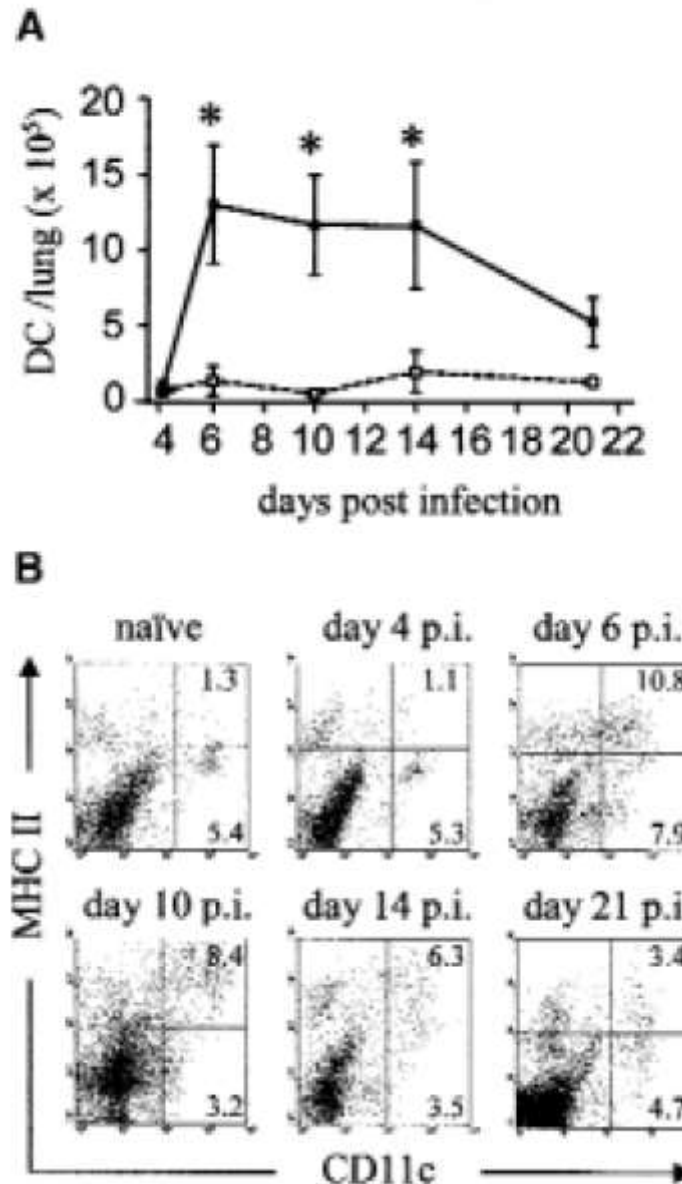 A
DC /lung (x 10⁵)
20
15
10
5
0
* * *
4 6 8 10 12 14 16 18 20 22
days post infection
B
naïve day 4 p.i. day 6 p.i.
1.3 1.1 10.8
5.4 5.3 7.9
MHC II
day 10 p.i. day 14 p.i. day 21 p.i
8.4 6.3 3.4
3.2 3.5 4.7
CD11c